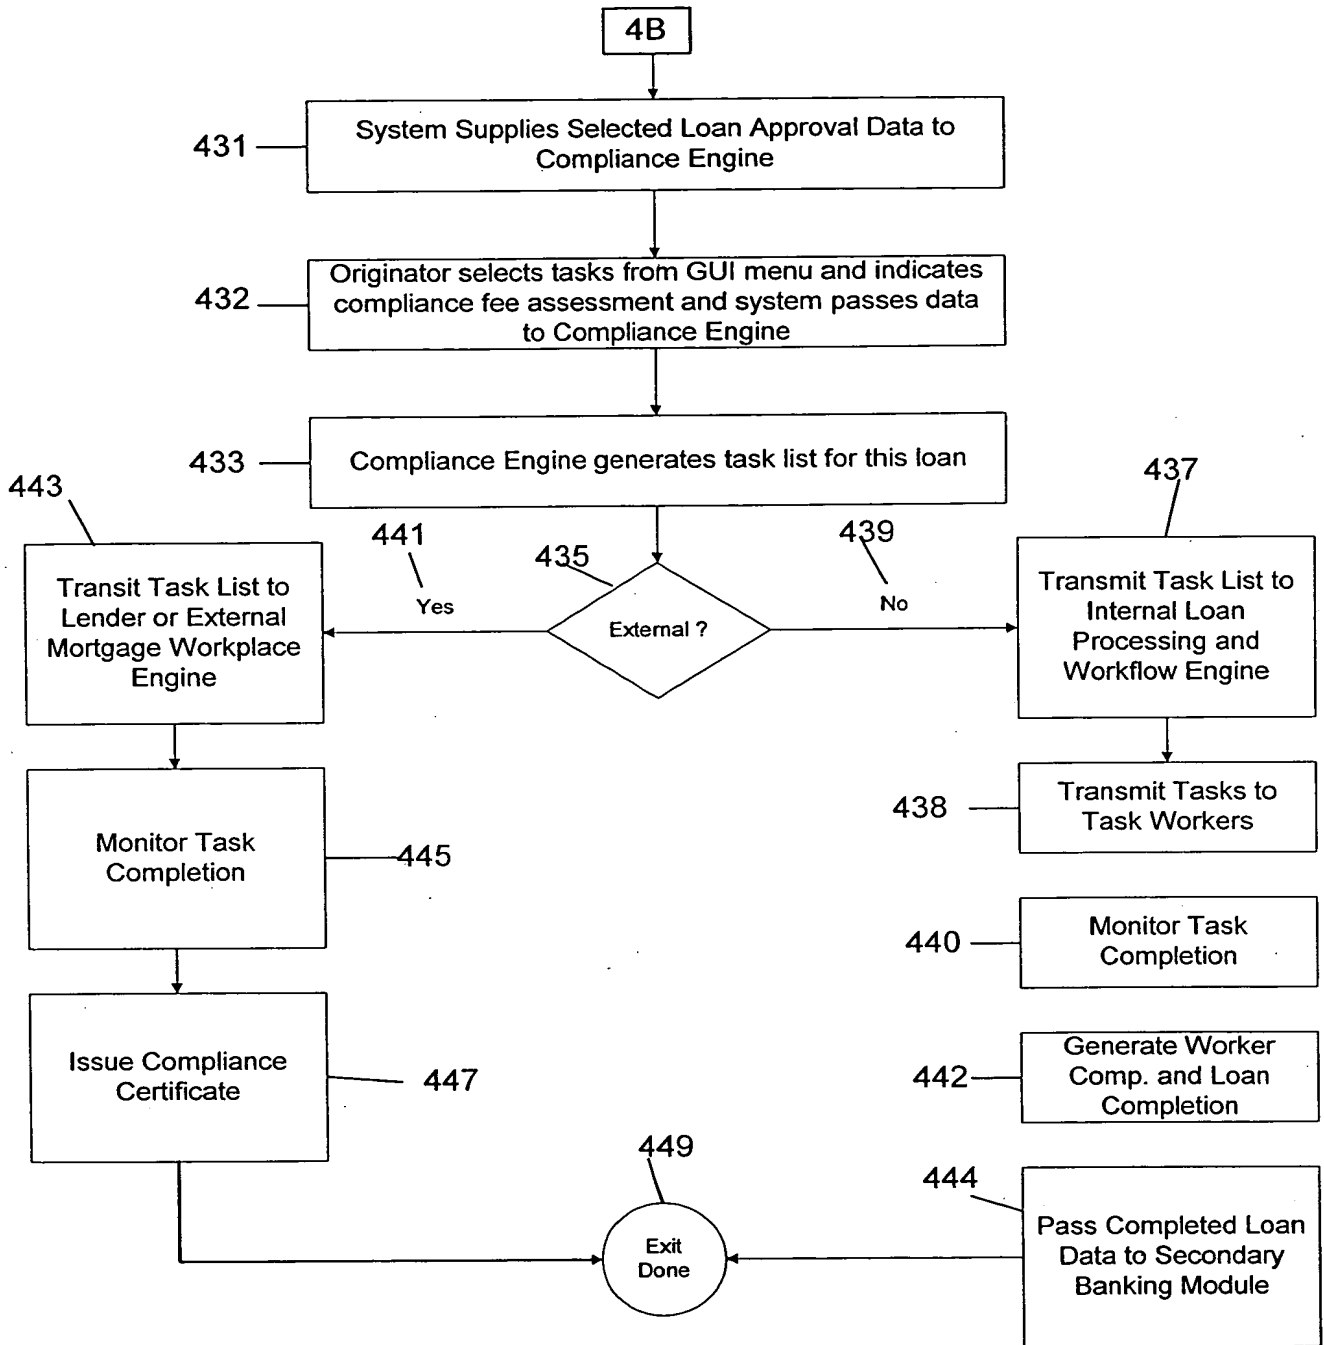 4B
431
System Supplies Selected Loan Approval Data to
Compliance Engine
432
Originator selects tasks from GUI menu and indicates
compliance fee assessment and system passes data
to Compliance Engine
433
Compliance Engine generates task list for this loan
443
441
435
439
437
Transit Task List to
Lender or External
Mortgage Workplace
Engine
Yes
External ?
No
Transmit Task List to
Internal Loan
Processing and
Workflow Engine
438
Transmit Tasks to
Task Workers
Monitor Task
Completion
445
440
Monitor Task
Completion
Issue Compliance
Certificate
447
442
Generate Worker
Comp. and Loan
Completion
449
444
Exit
Done
Pass Completed Loan
Data to Secondary
Banking Module